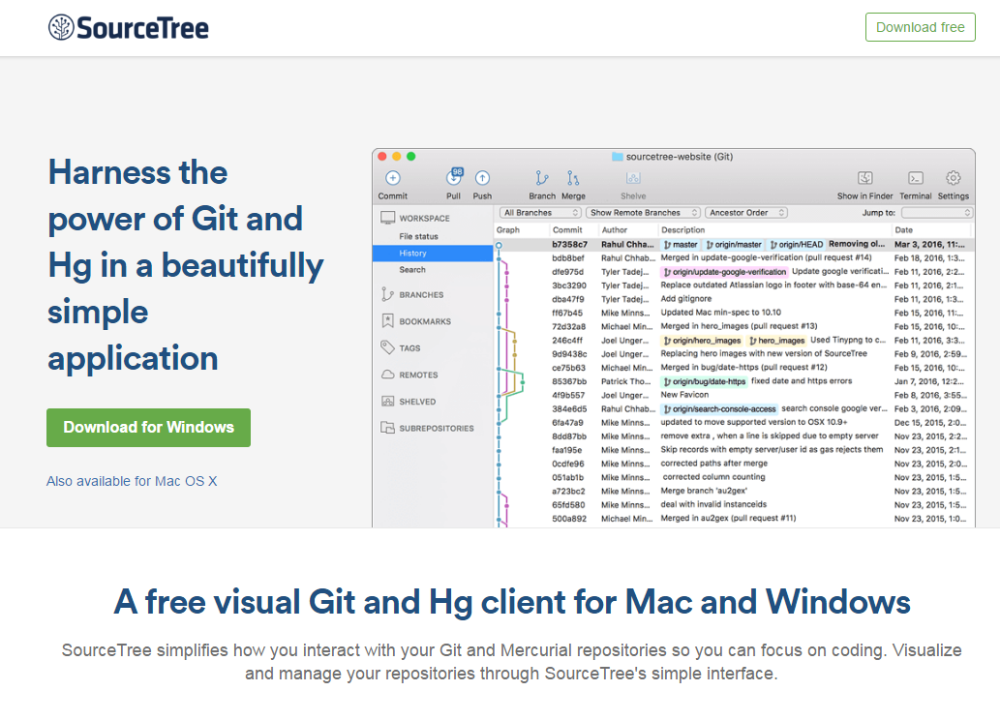 SourceTree
Download free
Harness the
power of Git and
Hg in a beautifully
simple
application
Download for Windows
Also available for Mac OS X
sourcetree-website (Git)
98
Commit Pull Push Branch Merge Shelve Show in Finder Terminal Settings
All Branches Show Remote Branches Ancestor Order Jump to:
WORKSPACE
File status
History
Search
BRANCHES
BOOKMARKS
TAGS
REMOTES
SHELVED
SUBREPOSITORIES
Graph Commit Author Description Date
b7358c7 Rahul Chhab... master origin/master origin/HEAD Removing ol... Mar 3, 2016, 11:...
bdb8bef Rahul Chhab... Merged in update-google-verification (pull request #14) Feb 18, 2016, 1:3...
dfe975d Tyler Tadej... origin/update-google-verification Update google verificati... Feb 11, 2016, 2:2...
3bc3290 Tyler Tadej... Replace outdated Atlassian logo in footer with base-64 en... Feb 11, 2016, 2:1...
dba47f9 Tyler Tadej... Add gitignore Feb 11, 2016, 1:3...
ff67b45 Mike Minns... Updated Mac min-spec to 10.10 Feb 15, 2016, 11:...
72d32a8 Michael Min... Merged in hero_images (pull request #13) Feb 15, 2016, 10:...
246c4ff Joel Unger... origin/hero_images hero_images Used Tinypng to c... Feb 11, 2016, 3:3...
9d9438c Joel Unger... Replacing hero images with new version of SourceTree Feb 9, 2016, 2:59...
ce75b63 Michael Min... Merged in bug/date-https (pull request #12) Feb 15, 2016, 10:...
85367bb Patrick Tho... origin/bug/date-https fixed date and https errors Jan 7, 2016, 12:2...
4f9b557 Joel Unger... New Favicon Feb 8, 2016, 3:55...
384e6d5 Rahul Chhab... origin/search-console-access search console google ver... Feb 3, 2016, 2:09...
6fa47a9 Mike Minns... updated to move supported version to OSX 10.9+ Dec 15, 2015, 2:0...
8dd87bb Mike Minns... remove extra , when a line is skipped due to empty server Nov 23, 2015, 2:2...
faa195e Mike Minns... Skip records with empty server/user id as gas rejects them Nov 23, 2015, 2:1...
0cdfe96 Mike Minns... corrected paths after merge Nov 23, 2015, 2:0...
051ab1b Mike Minns... corrected column counting Nov 23, 2015, 1:5...
a723bc2 Mike Minns... Merge branch 'au2gex' Nov 23, 2015, 1:5...
65fd580 Mike Minns... deal with invalid instanceids Nov 23, 2015, 1:5...
500a892 Michael Min... Merged in au2gex (pull request #11) Nov 23, 2015, 1:0...
A free visual Git and Hg client for Mac and Windows
SourceTree simplifies how you interact with your Git and Mercurial repositories so you can focus on coding. Visualize
and manage your repositories through SourceTree's simple interface.